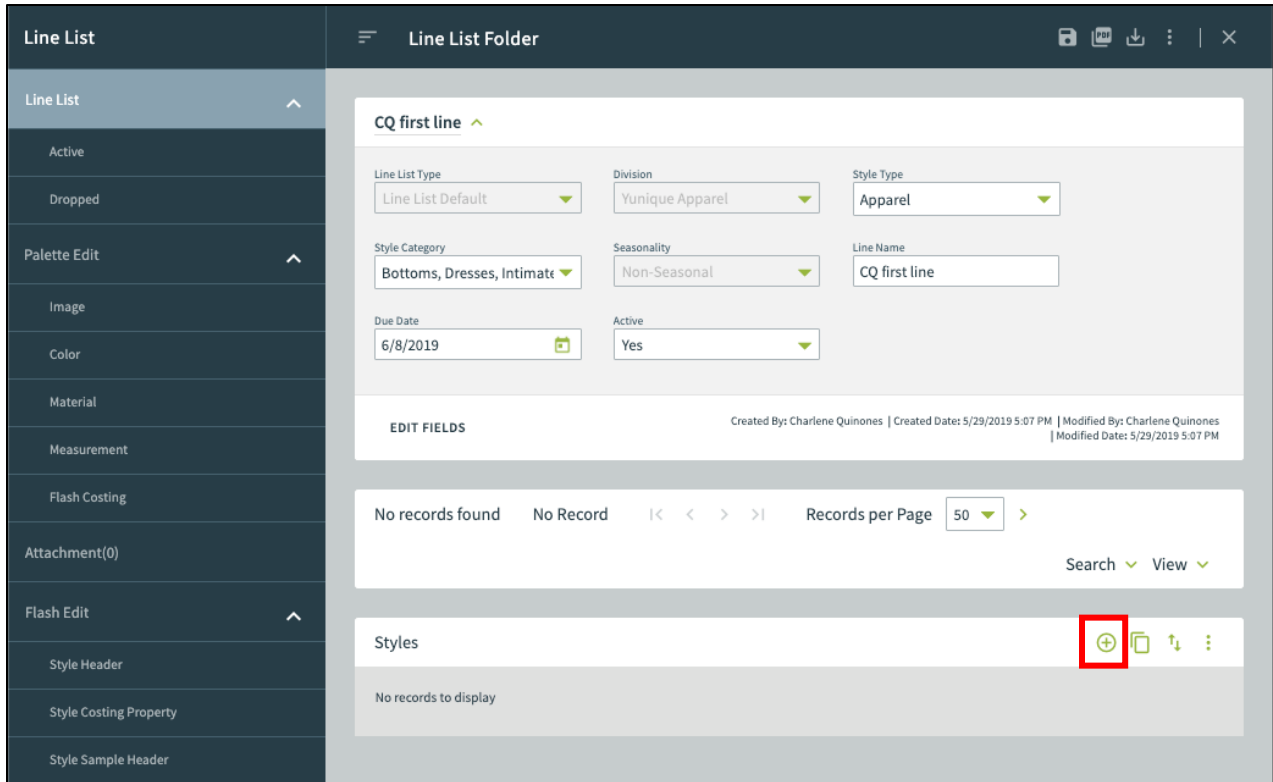 Line List
Line List Folder
PDF
Line List
Active
Dropped
Palette Edit
Image
Color
Material
Measurement
Flash Costing
Attachment(0)
Flash Edit
Style Header
Style Costing Property
Style Sample Header
CQ first line
Line List Type
Division
Style Type
Line List Default
Yunique Apparel
Apparel
Style Category
Seasonality
Line Name
Bottoms, Dresses, Intimate
Non-Seasonal
CQ first line
Due Date
Active
6/8/2019
Yes
EDIT FIELDS
Created By: Charlene Quinones | Created Date: 5/29/2019 5:07 PM | Modified By: Charlene Quinones
| Modified Date: 5/29/2019 5:07 PM
No records found No Record Records per Page 50
Search View
Styles
No records to display